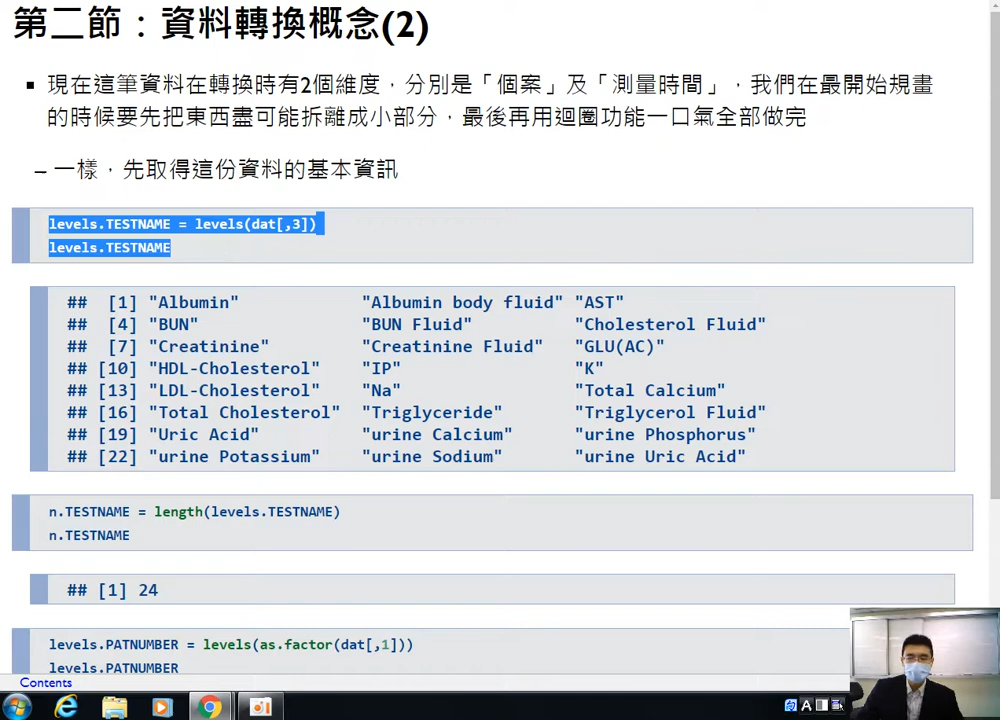 第二節：資料轉換概念(2)
▪ 現在這筆資料在轉換時有2個維度，分別是「個案」及「測量時間」，我們在最開始規畫
的時候要先把東西盡可能拆離成小部分，最後再用迴圈功能一口氣全部做完
– 一樣，先取得這份資料的基本資訊
levels.TESTNAME = levels(dat[,3])
levels.TESTNAME
## [1] "Albumin" "Albumin body fluid" "AST"
## [4] "BUN" "BUN Fluid" "Cholesterol Fluid"
## [7] "Creatinine" "Creatinine Fluid" "GLU(AC)"
## [10] "HDL-Cholesterol" "IP" "K"
## [13] "LDL-Cholesterol" "Na" "Total Calcium"
## [16] "Total Cholesterol" "Triglyceride" "Triglycerol Fluid"
## [19] "Uric Acid" "urine Calcium" "urine Phosphorus"
## [22] "urine Potassium" "urine Sodium" "urine Uric Acid"
n.TESTNAME = length(levels.TESTNAME)
n.TESTNAME
## [1] 24
levels.PATNUMBER = levels(as.factor(dat[,1]))
levels.PATNUMBER
Contents
A